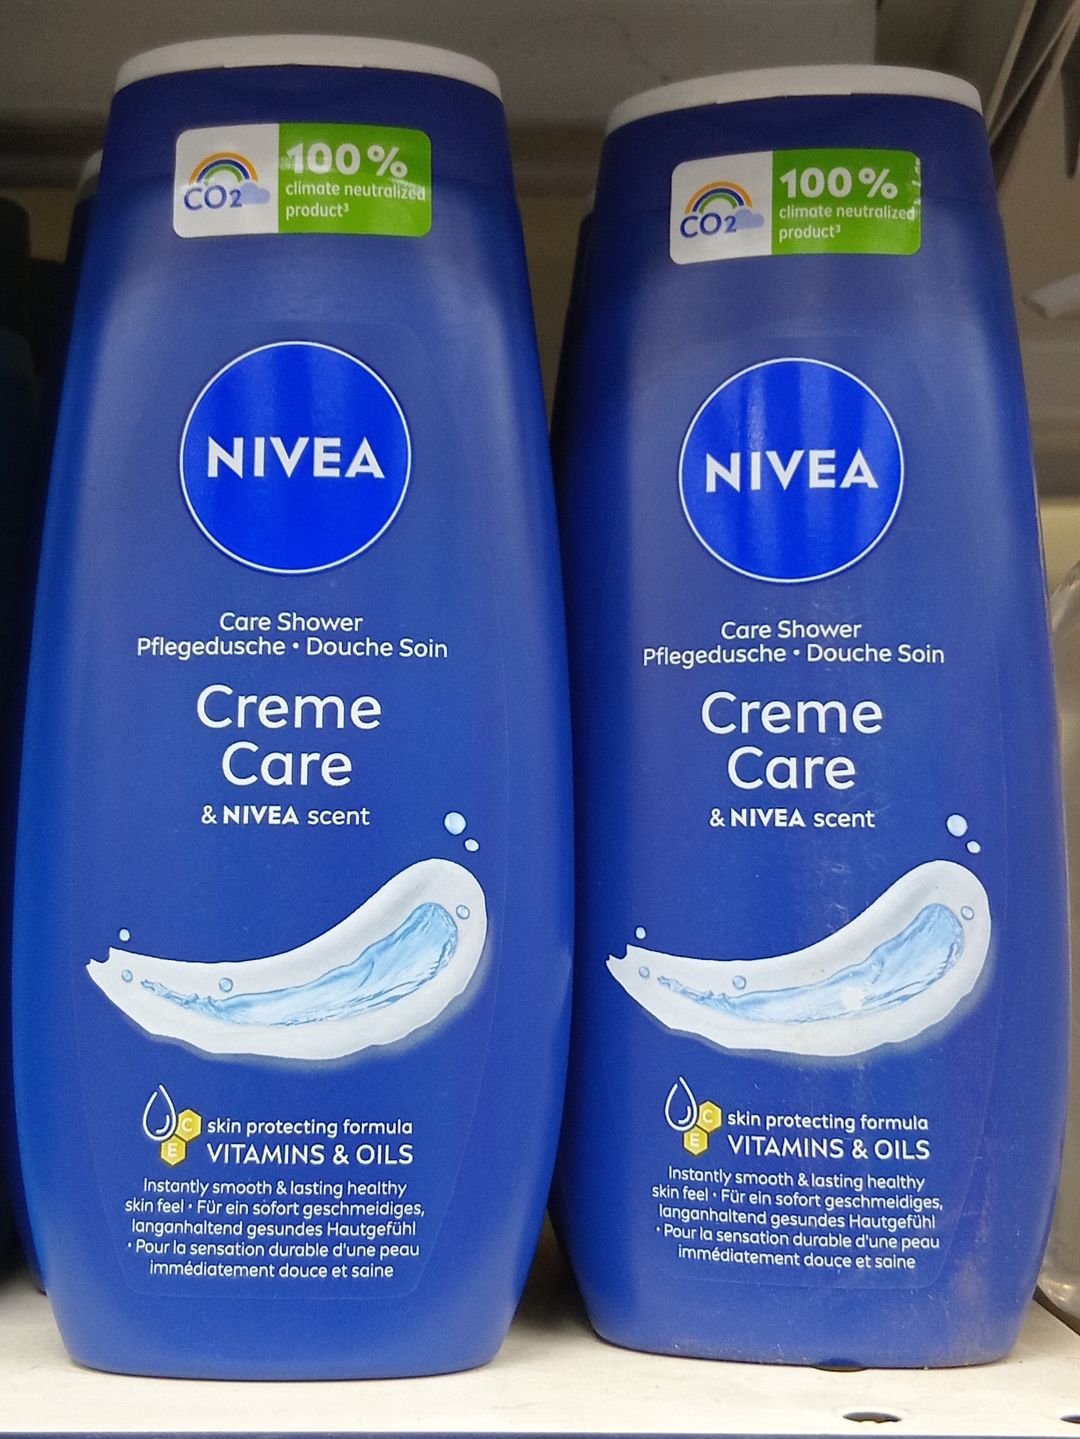 CO2
100%
climate neutralized
product³
NIVEA
Care Shower
Pflegedusche • Douche Soin
Creme
Care
& NIVEA scent
C
E
skin protecting formula
VITAMINS & OILS
Instantly smooth & lasting healthy
skin feel • Für ein sofort geschmeidiges,
langanhaltend gesundes Hautgefühl
• Pour la sensation durable d'une peau
immédiatement douce et saine
CO2
100%
climate neutralized
product³
NIVEA
Care Shower
Pflegedusche • Douche Soin
Creme
Care
& NIVEA scent
C
E
skin protecting formula
VITAMINS & OILS
Instantly smooth & lasting healthy
skin feel • Für ein sofort geschmeidiges,
langanhaltend gesundes Hautgefühl
• Pour la sensation durable d'une peau
immédiatement douce et saine